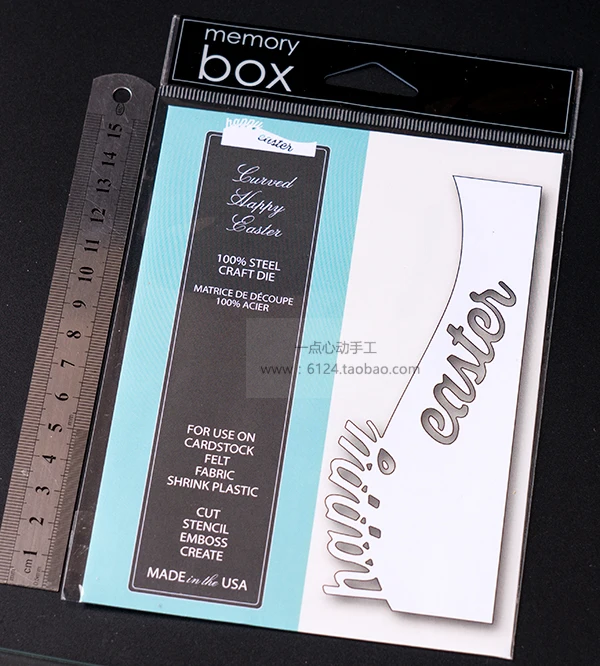 memory
box
happy
easter
Curved
Happy
Easter
100% STEEL
CRAFT DIE
MATRICE DE DÉCOUPE
100% ACIER
FOR USE ON
CARDSTOCK
FELT
FABRIC
SHRINK PLASTIC
CUT
STENCIL
EMBOSS
CREATE
MADE in the USA
easter
happy
一点心动手工
www：6124.taobao.com
15
14
13
12
11
10
9
8
7
6
5
4
3
2
1
cm